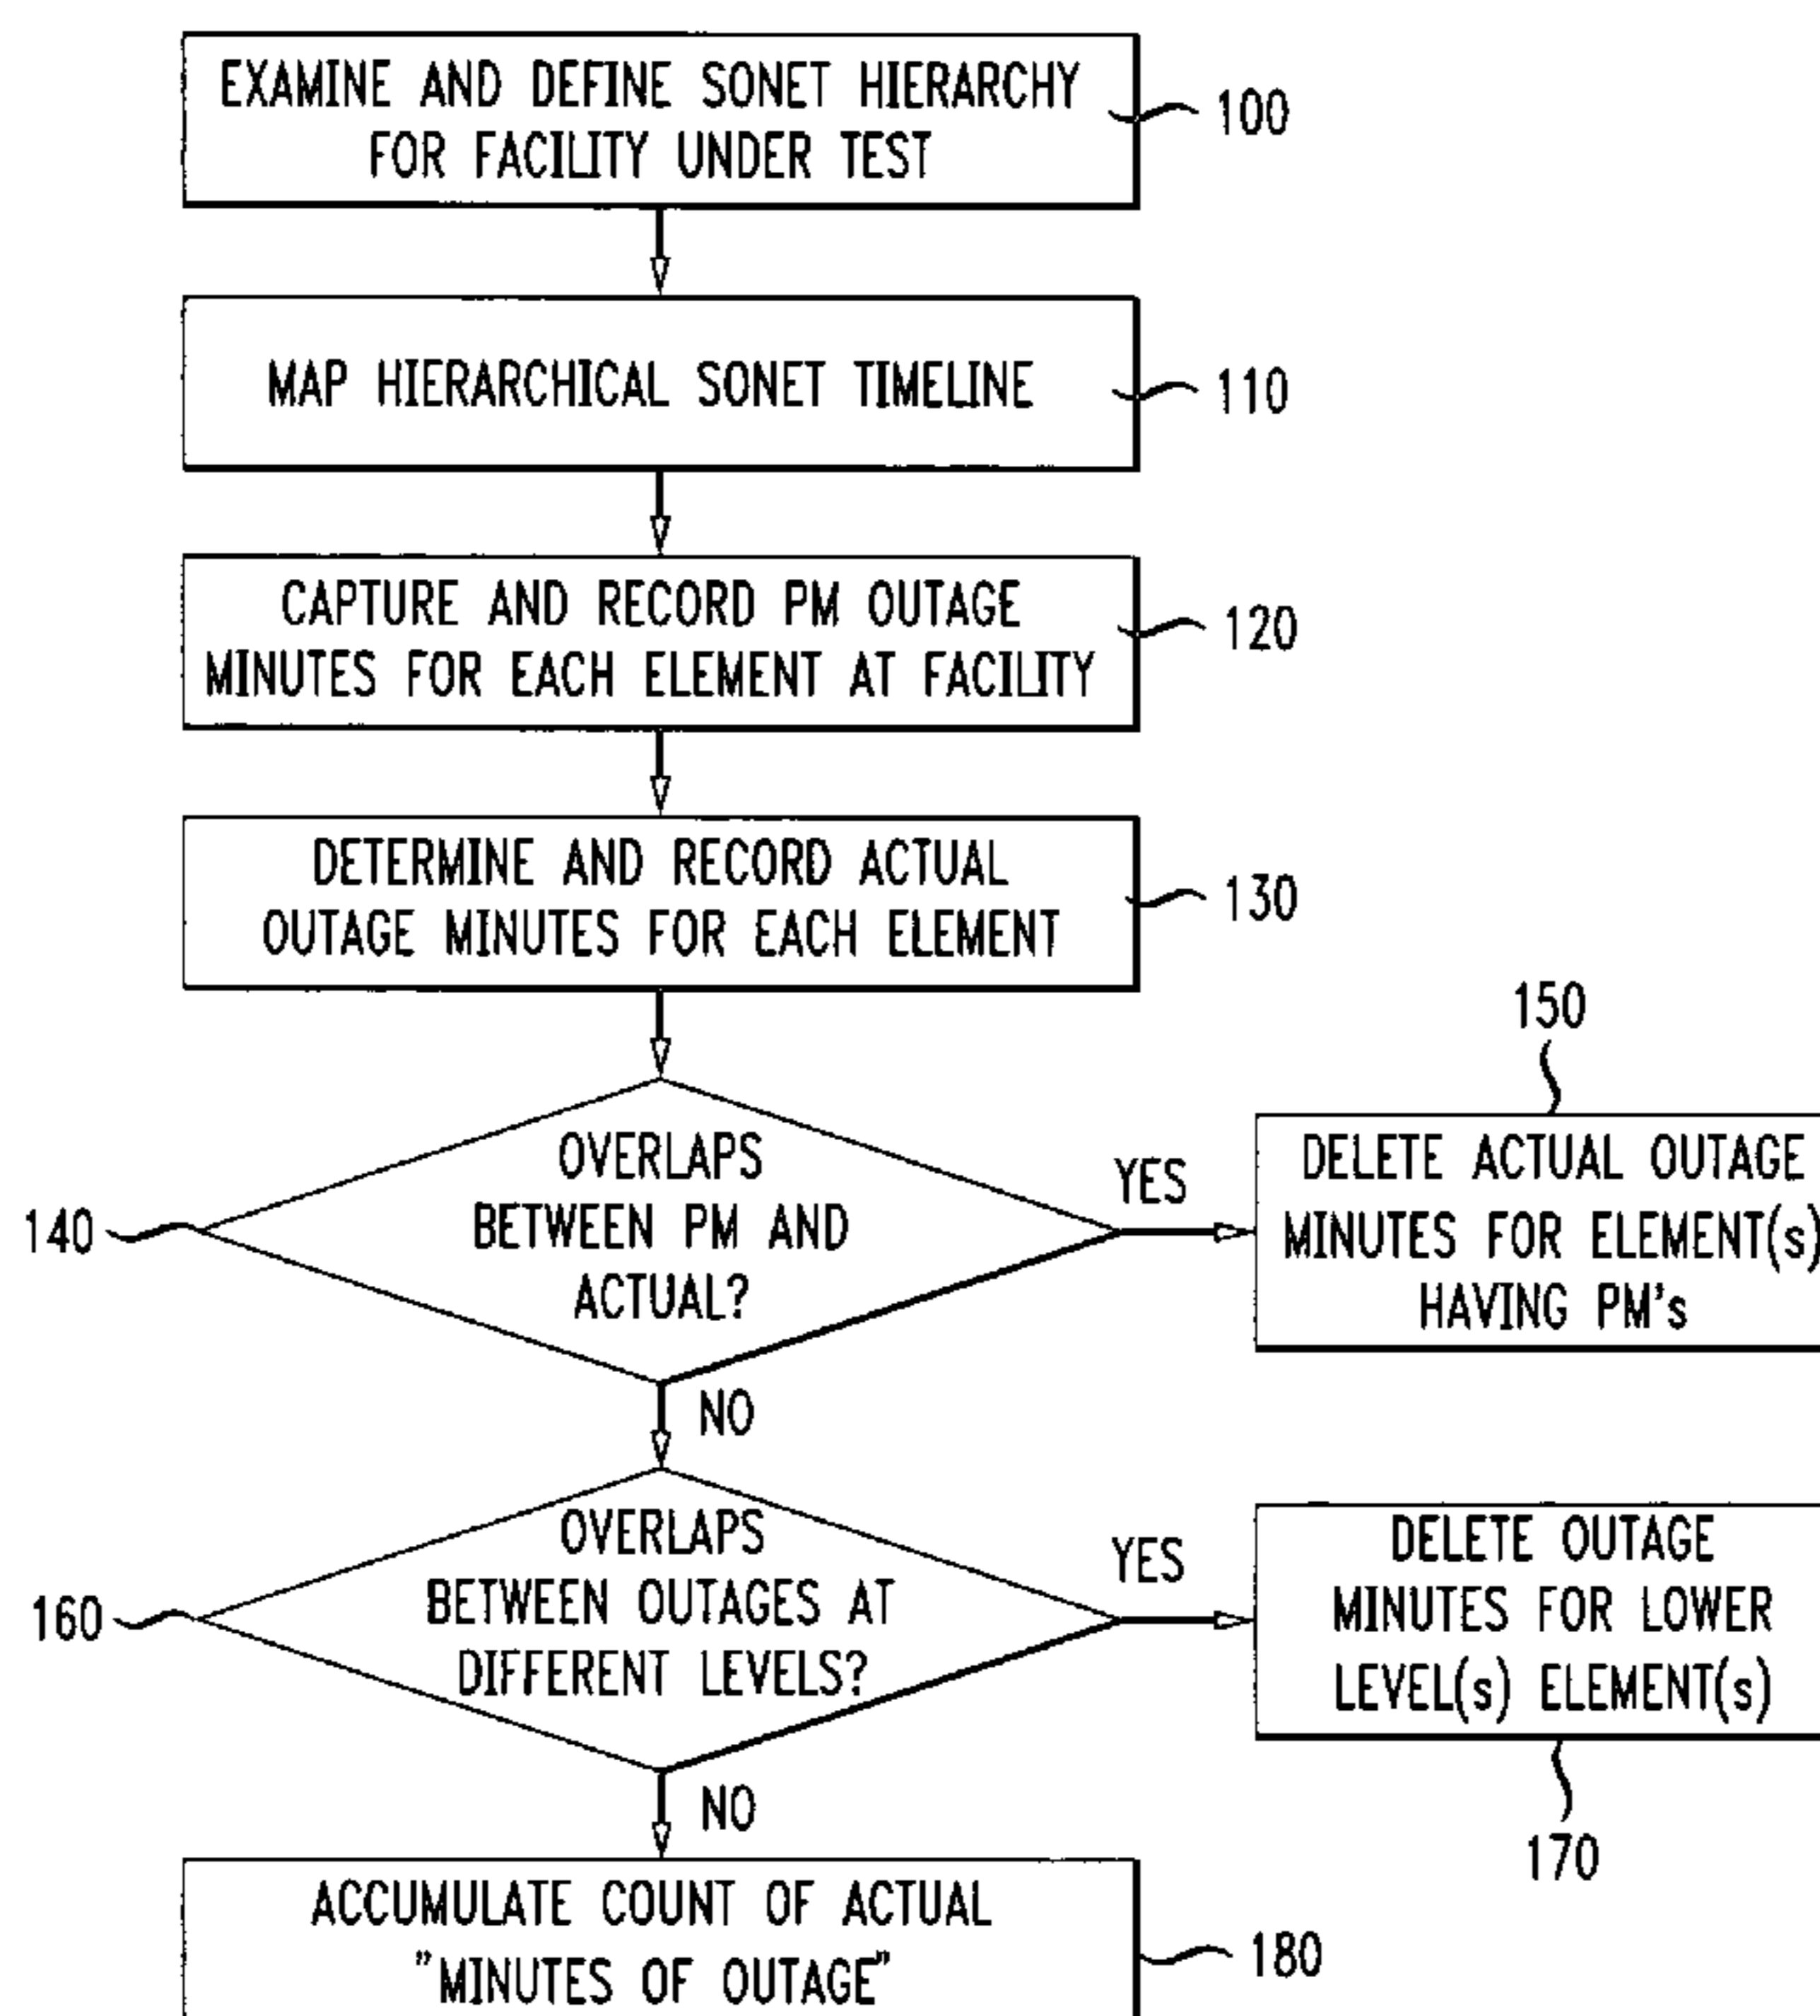 EXAMINE AND DEFINE SONET HIERARCHY
FOR FACILITY UNDER TEST
100
MAP HIERARCHICAL SONET TIMELINE
110
CAPTURE AND RECORD PM OUTAGE
MINUTES FOR EACH ELEMENT AT FACILITY
120
DETERMINE AND RECORD ACTUAL
OUTAGE MINUTES FOR EACH ELEMENT
130
140
OVERLAPS
BETWEEN PM AND
ACTUAL?
YES
150
DELETE ACTUAL OUTAGE
MINUTES FOR ELEMENT(s)
HAVING PM's
NO
160
OVERLAPS
BETWEEN OUTAGES AT
DIFFERENT LEVELS?
YES
DELETE OUTAGE
MINUTES FOR LOWER
LEVEL(s) ELEMENT(s)
170
NO
ACCUMULATE COUNT OF ACTUAL
"MINUTES OF OUTAGE"
180